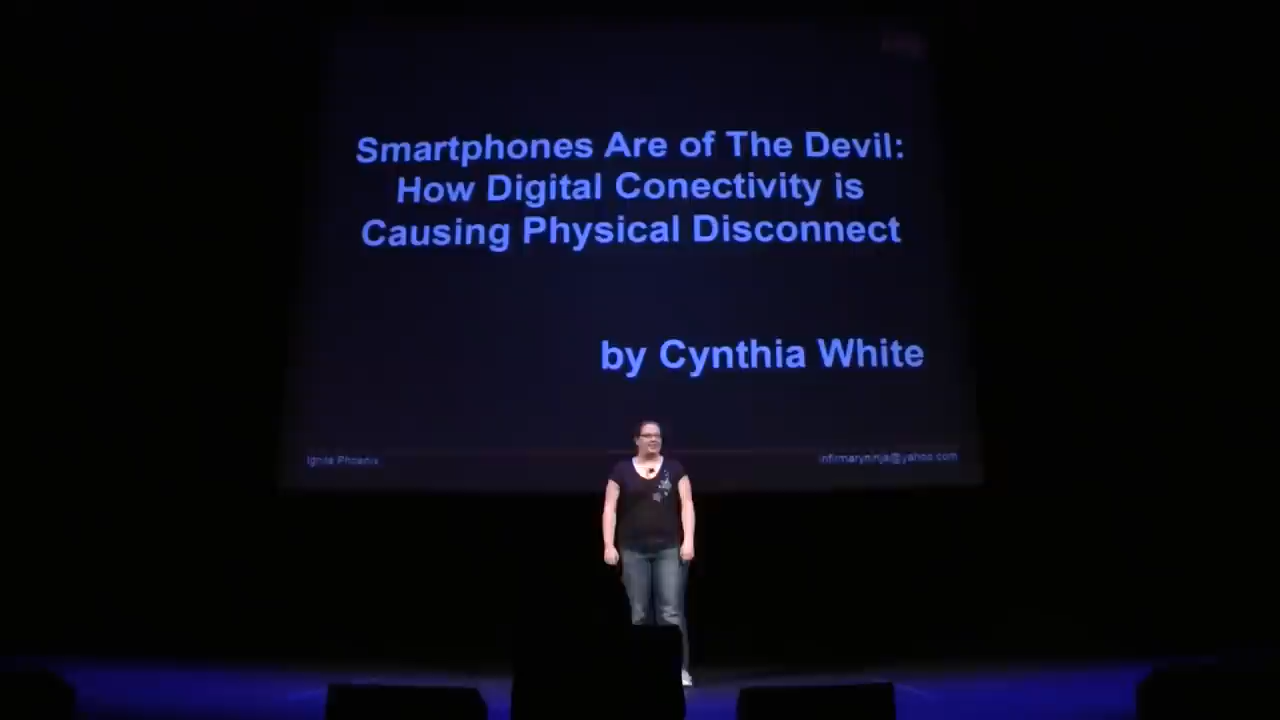 Smartphones Are of The Devil:
How Digital Conectivity is
Causing Physical Disconnect
by Cynthia White
Ignite Phoenix
infirmaryninja@yahoo.com